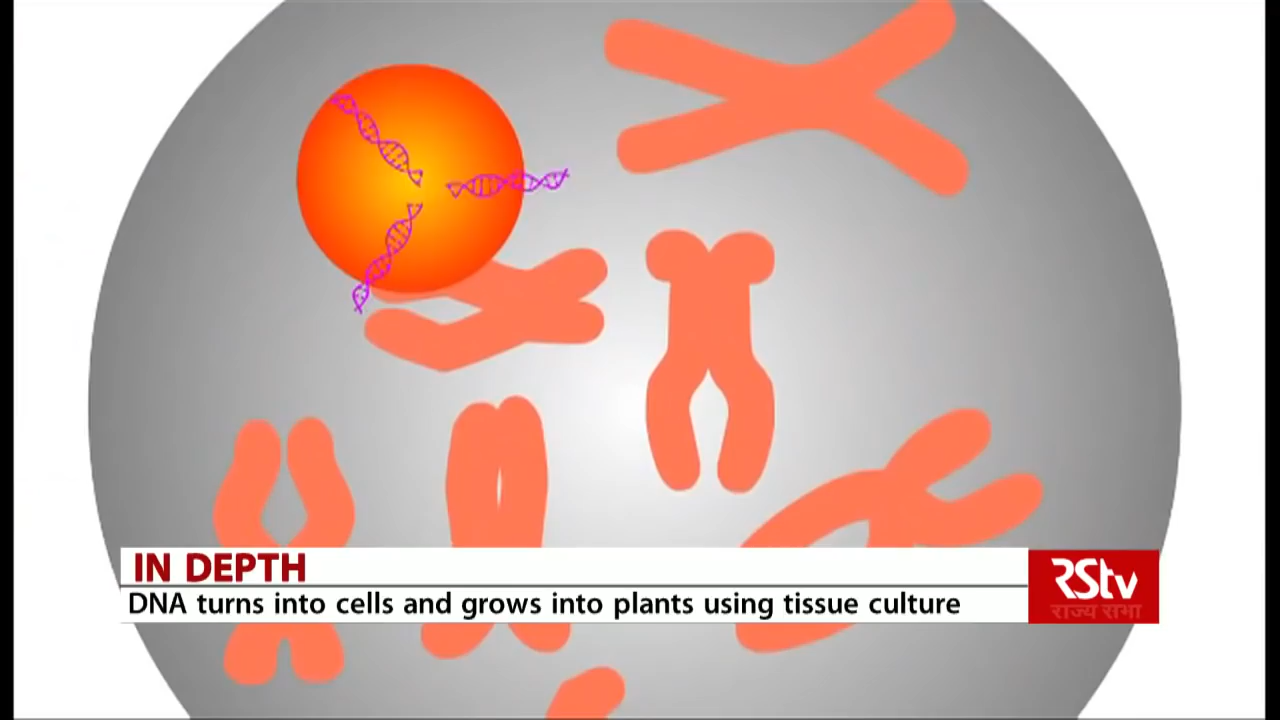 IN DEPTH
DNA turns into cells and grows into plants using tissue culture
RStv
राज्य सभा